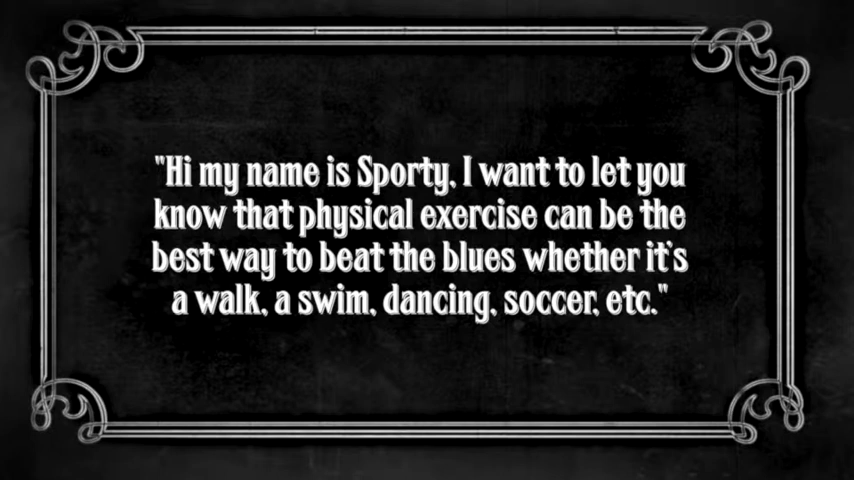 "Hi my name is Sporty, I want to let you
know that physical exercise can be the
best way to beat the blues whether it's
a walk, a swim, dancing, soccer, etc."